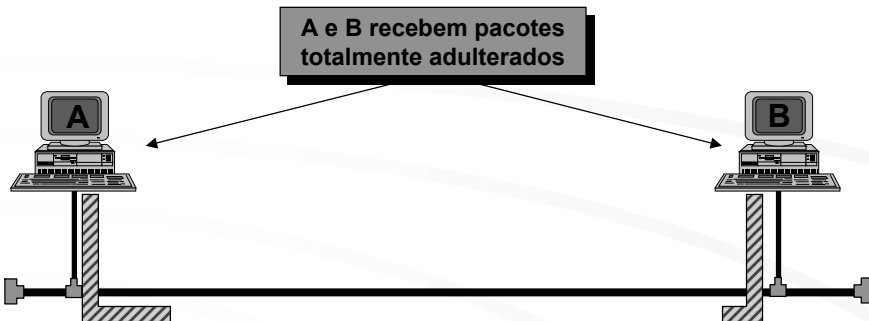 A e B recebem pacotes
totalmente adulterados
A
B